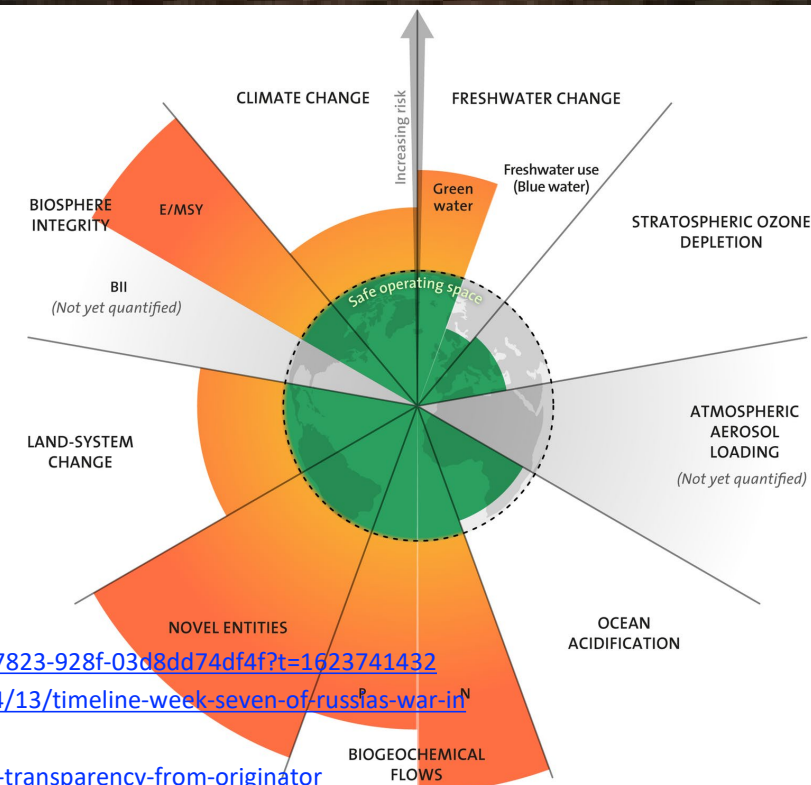 CLIMATE CHANGE
FRESHWATER CHANGE
Increasing risk
Freshwater use
(Blue water)
Green
water
BIOSPHERE
INTEGRITY
E/MSY
STRATOSPHERIC OZONE
DEPLETION
BII
(Not yet quantified)
Safe operating space
LAND-SYSTEM
CHANGE
ATMOSPHERIC
AEROSOL
LOADING
(Not yet quantified)
NOVEL ENTITIES
OCEAN
ACIDIFICATION
7823-928f-03d8dd74df4f?t=1623741432
P
N
4/13/timeline-week-seven-of-russias-war-in
BIOGEOCHEMICAL
FLOWS
-transparency-from-originator